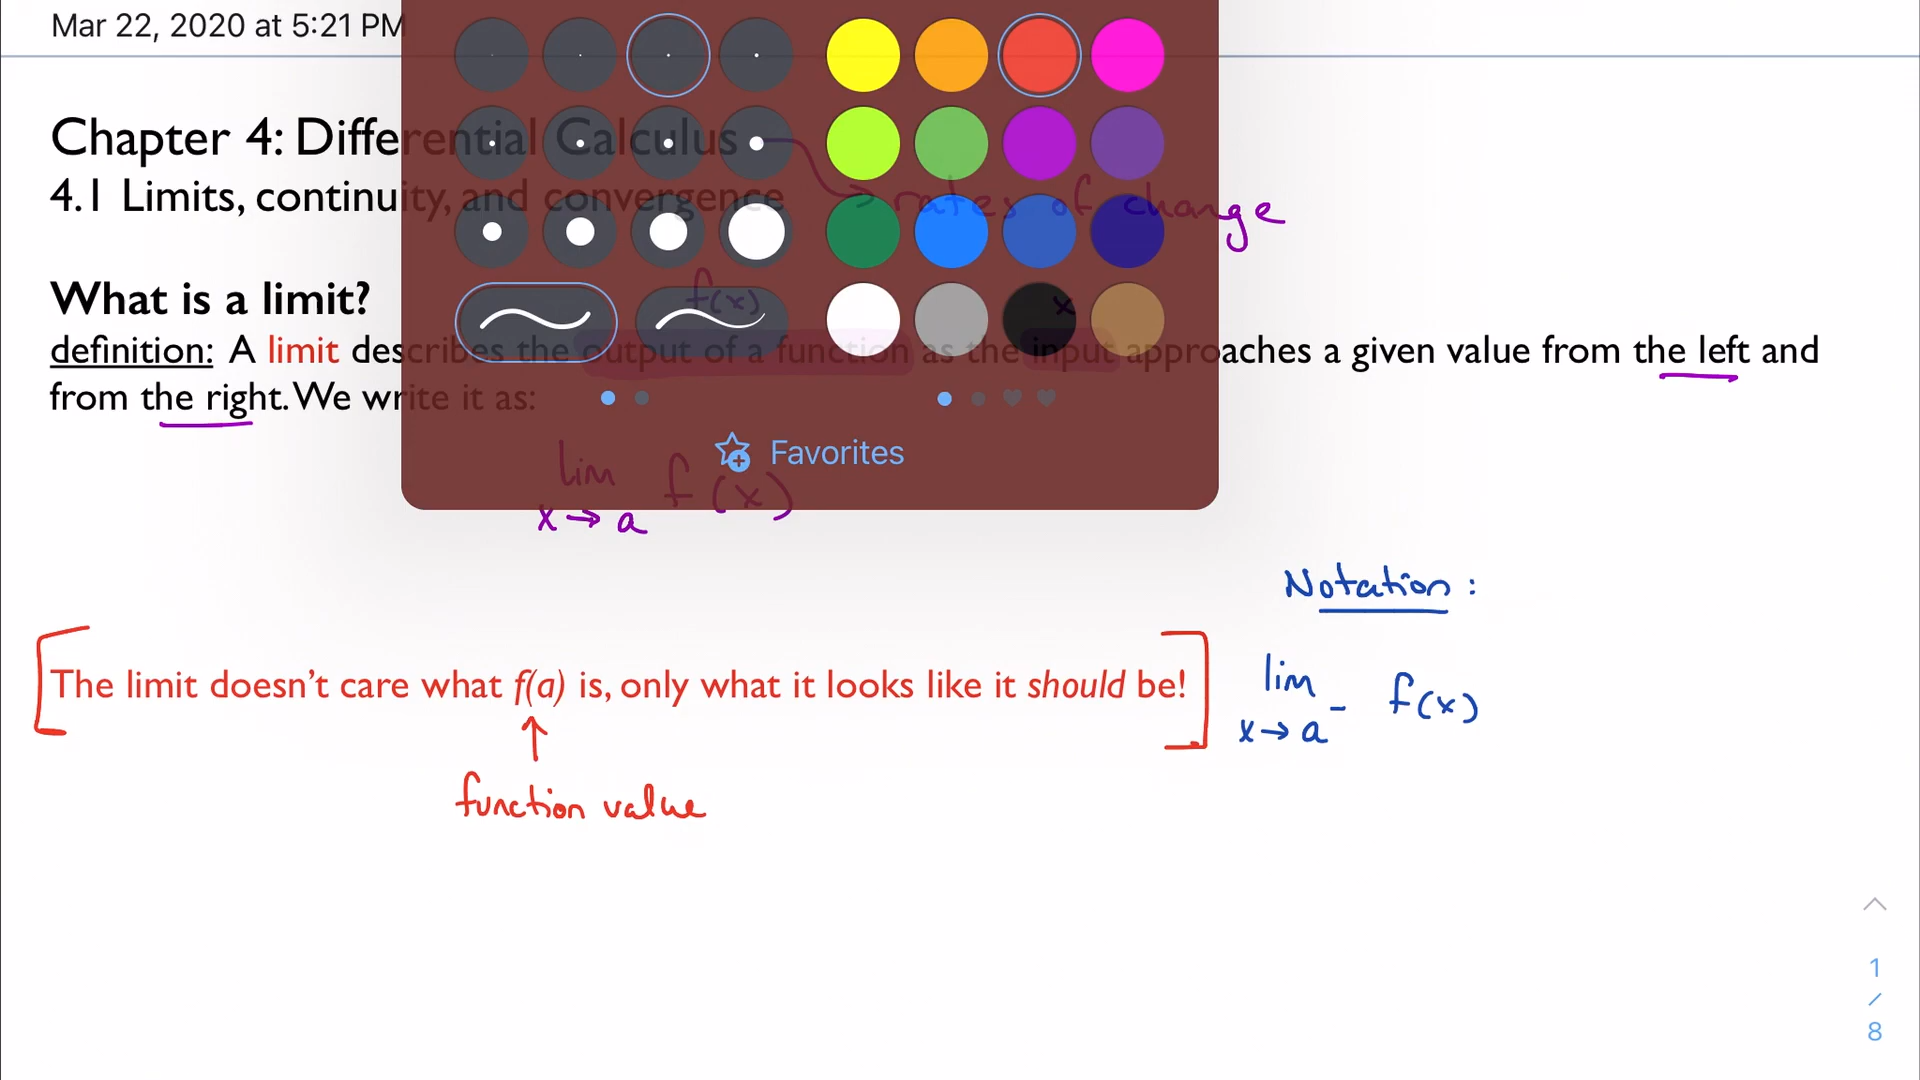 Mar 22, 2020 at 5:21 PM
Chapter 4: Differential Calculus
4.1 Limits, continuity, and convergence
→ rates of change
What is a limit?
f(x)
x
definition: A limit describes the output of a function as the input approaches a given value from the left and
from the right. We write it as:
Favorites
lim f(x)
x → a
Notation:
The limit doesn't care what f(a) is, only what it looks like it should be!
lim f(x)
x → a⁻
↑
function value
1
/
8